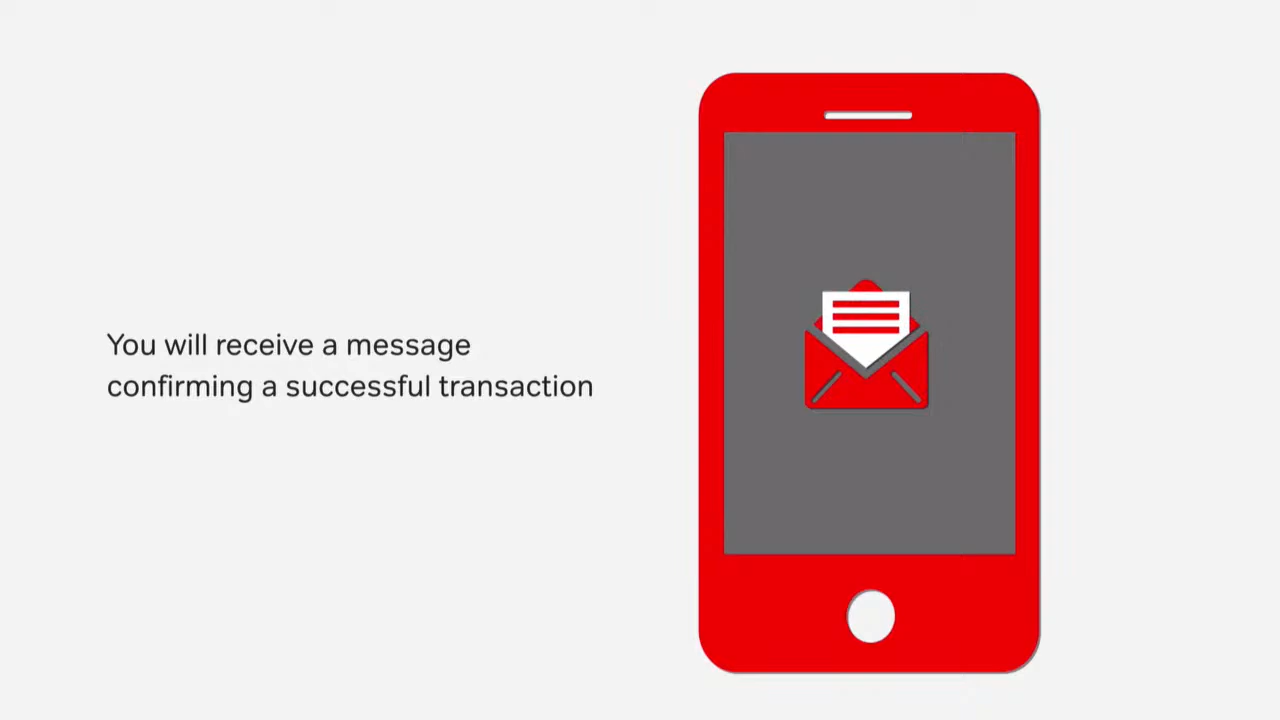 You will receive a message
confirming a successful transaction